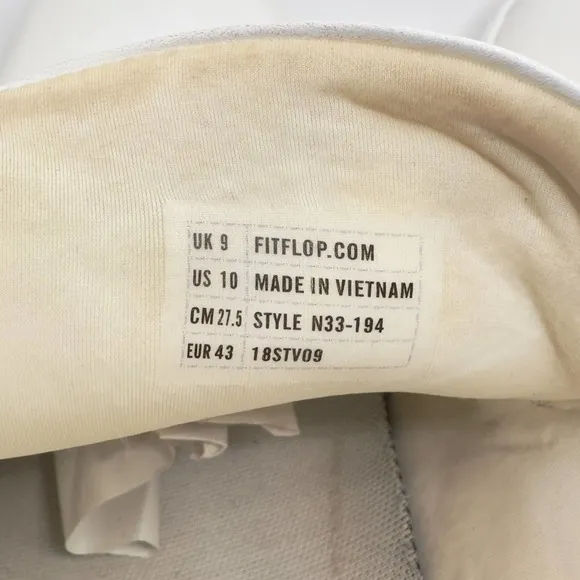 UK 9 FITFLOP.COM
US 10 MADE IN VIETNAM
CM 27.5 STYLE N33-194
EUR 43 18STV09